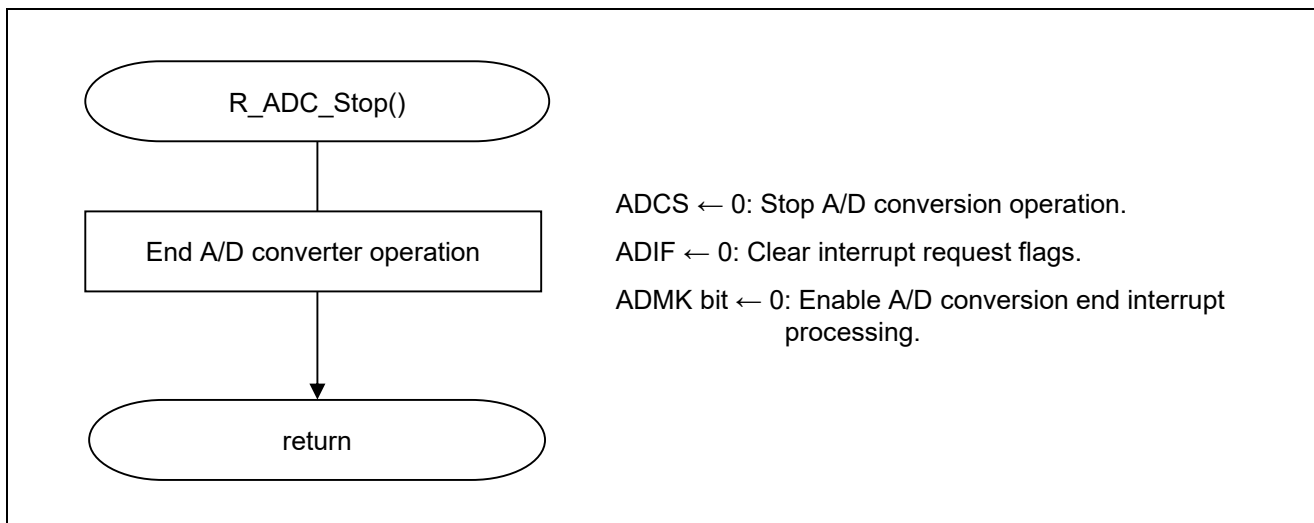 R_ADC_Stop()
End A/D converter operation
ADCS ← 0: Stop A/D conversion operation.
ADIF ← 0: Clear interrupt request flags.
ADMK bit ← 0: Enable A/D conversion end interrupt
processing.
return